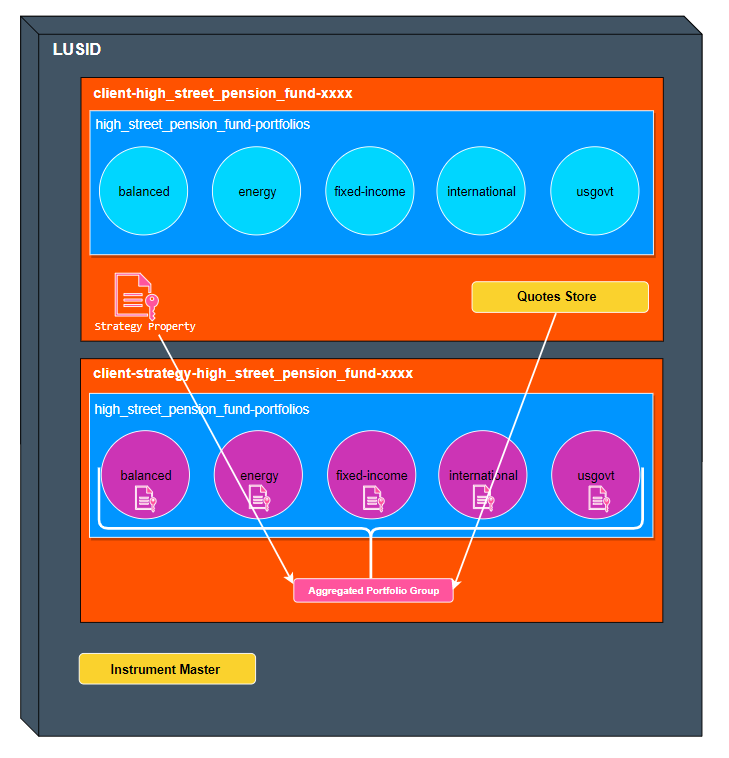 LUSID
client-high_street_pension_fund-xxxx
high_street_pension_fund-portfolios
balanced
energy
fixed-income
international
usgovt
Strategy Property
Quotes Store
client-strategy-high_street_pension_fund-xxxx
high_street_pension_fund-portfolios
balanced
energy
fixed-income
international
usgovt
Aggregated Portfolio Group
Instrument Master